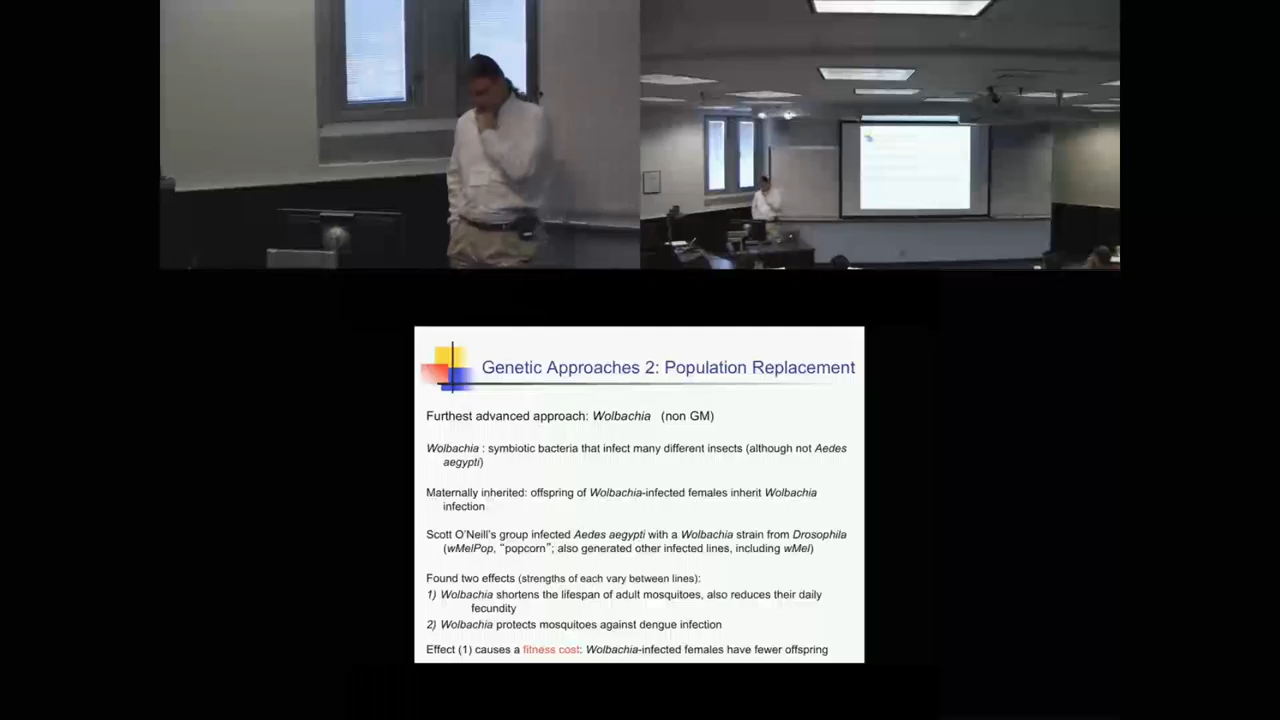 Genetic Approaches 2: Population Replacement
Furthest advanced approach: Wolbachia (non GM)
Wolbachia : symbiotic bacteria that infect many different insects (although not Aedes
aegypti)
Maternally inherited: offspring of Wolbachia-infected females inherit Wolbachia
infection
Scott O'Neill's group infected Aedes aegypti with a Wolbachia strain from Drosophila
(wMelPop, “popcorn”; also generated other infected lines, including wMel)
Found two effects (strengths of each vary between lines):
1) Wolbachia shortens the lifespan of adult mosquitoes, also reduces their daily
fecundity
2) Wolbachia protects mosquitoes against dengue infection
Effect (1) causes a fitness cost: Wolbachia-infected females have fewer offspring